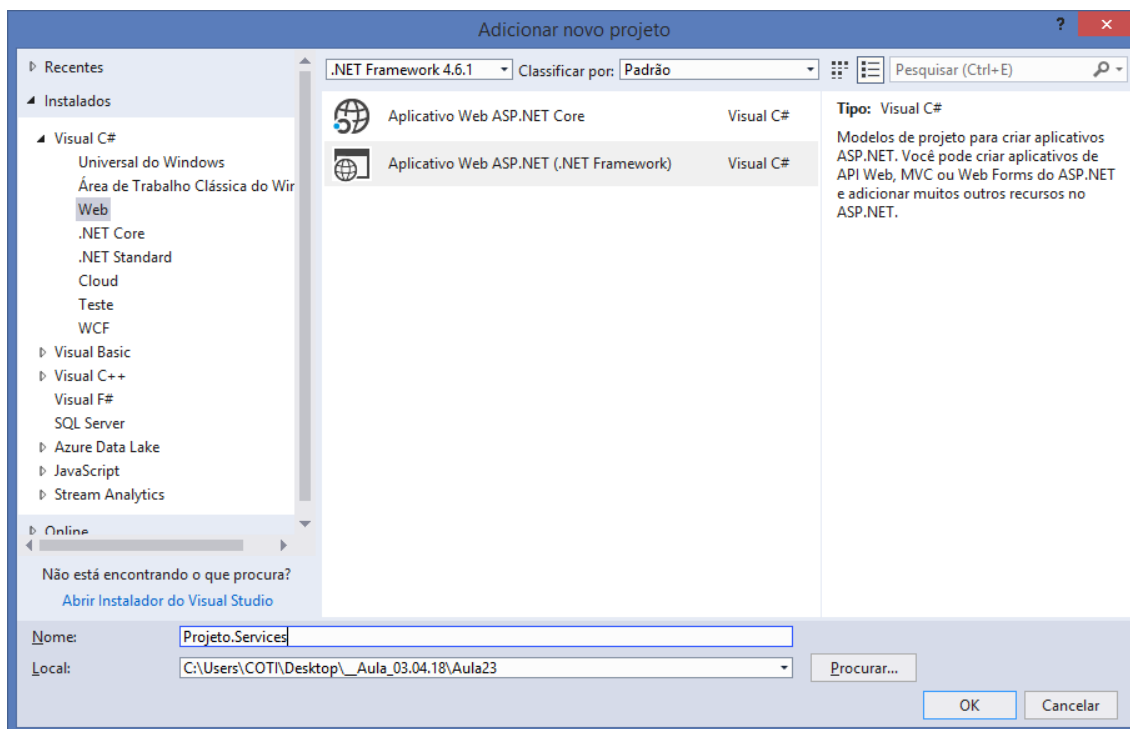 Adicionar novo projeto
?
Recentes
Instalados
Visual C#
Universal do Windows
Área de Trabalho Clássica do Wir
Web
.NET Core
.NET Standard
Cloud
Teste
WCF
Visual Basic
Visual C++
Visual F#
SQL Server
Azure Data Lake
JavaScript
Stream Analytics
Online
Não está encontrando o que procura?
Abrir Instalador do Visual Studio
.NET Framework 4.6.1 Classificar por: Padrão
Pesquisar (Ctrl+E)
Aplicativo Web ASP.NET Core Visual C#
Aplicativo Web ASP.NET (.NET Framework) Visual C#
Tipo: Visual C#
Modelos de projeto para criar aplicativos
ASP.NET. Você pode criar aplicativos de
API Web, MVC ou Web Forms do ASP.NET
e adicionar muitos outros recursos no
ASP.NET.
Nome: Projeto.Services
Local: C:\Users\COTI\Desktop\__Aula_03.04.18\Aula23
Procurar...
OK Cancelar